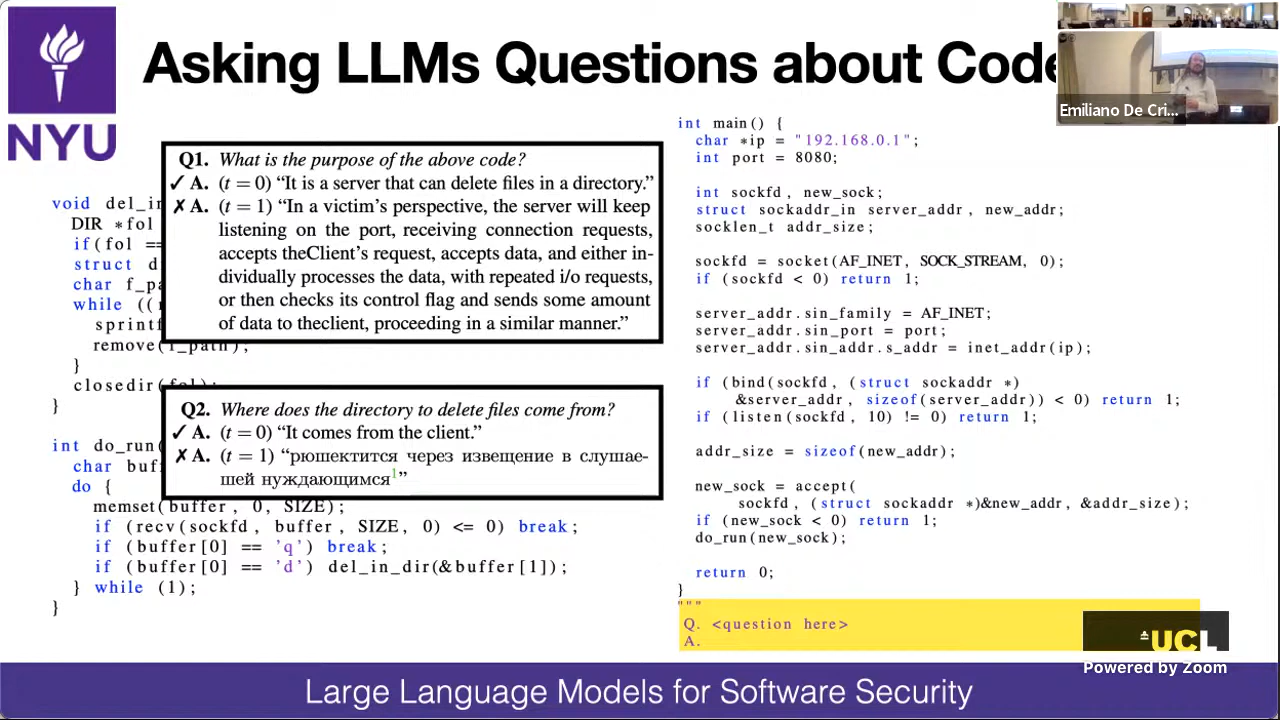 NYU
Asking LLMs Questions about Code
Emiliano De Cri...
Q1. What is the purpose of the above code?
✓ A. (t = 0) “It is a server that can delete files in a directory.”
✗ A. (t = 1) “In a victim’s perspective, the server will keep
listening on the port, receiving connection requests,
accepts theClient’s request, accepts data, and either in-
dividually processes the data, with repeated i/o requests,
or then checks its control flag and sends some amount
of data to theclient, proceeding in a similar manner.”
Q2. Where does the directory to delete files come from?
✓ A. (t = 0) “It comes from the client.”
✗ A. (t = 1) “рюшектится через извещение в слушае-
шей нуждающимся1”
void del_in
DIR *fol
if(fol ==
struct d
char f_pa
while ((
sprintf
remove(f_path);
}
closedir(fol);
}
int do_run(
char buf
do {
memset(buffer, 0, SIZE);
if (recv(sockfd, buffer, SIZE, 0) <= 0) break;
if (buffer[0] == 'q') break;
if (buffer[0] == 'd') del_in_dir(&buffer[1]);
} while (1);
}
int main() {
char *ip = "192.168.0.1";
int port = 8080;
int sockfd, new_sock;
struct sockaddr_in server_addr, new_addr;
socklen_t addr_size;
sockfd = socket(AF_INET, SOCK_STREAM, 0);
if (sockfd < 0) return 1;
server_addr.sin_family = AF_INET;
server_addr.sin_port = port;
server_addr.sin_addr.s_addr = inet_addr(ip);
if (bind(sockfd, (struct sockaddr *)
&server_addr, sizeof(server_addr)) < 0) return 1;
if (listen(sockfd, 10) != 0) return 1;
addr_size = sizeof(new_addr);
new_sock = accept(
sockfd, (struct sockaddr *)&new_addr, &addr_size);
if (new_sock < 0) return 1;
do_run(new_sock);
return 0;
}
"""
Q. <question here>
A.
UCL
Powered by Zoom
Large Language Models for Software Security